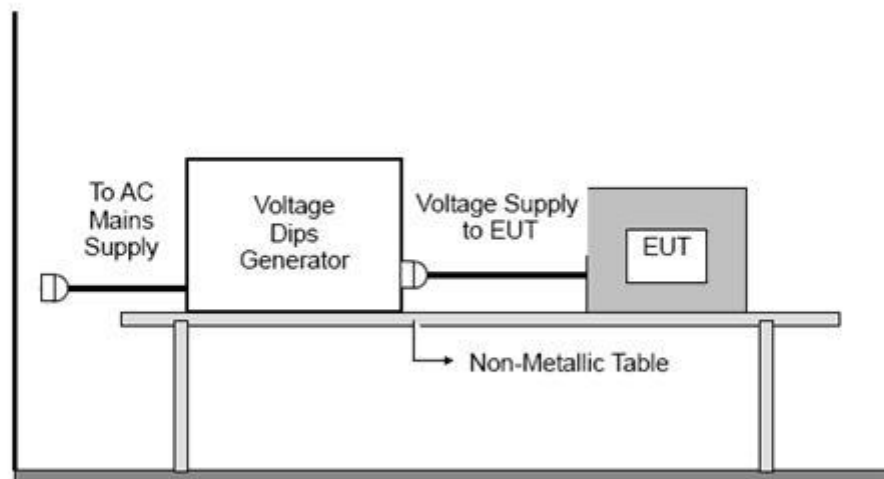 To AC
Mains
Supply
Voltage
Dips
Generator
Voltage Supply
to EUT
EUT
Non-Metallic Table